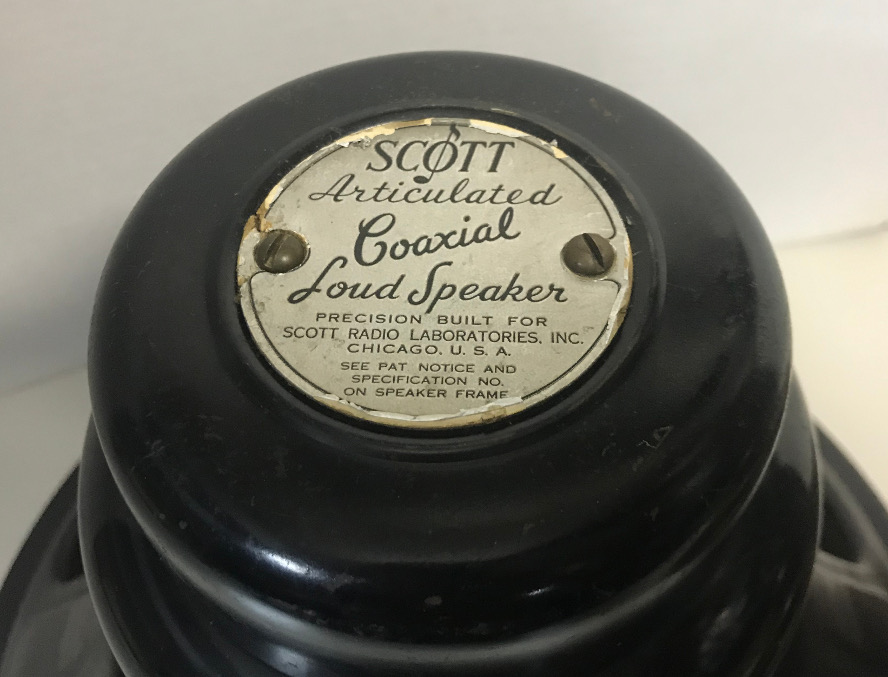 SCOTT
Articulated
Coaxial
Loud Speaker
PRECISION BUILT FOR
SCOTT RADIO LABORATORIES, INC.
CHICAGO, U. S. A.
SEE PAT NOTICE AND
SPECIFICATION NO.
ON SPEAKER FRAME